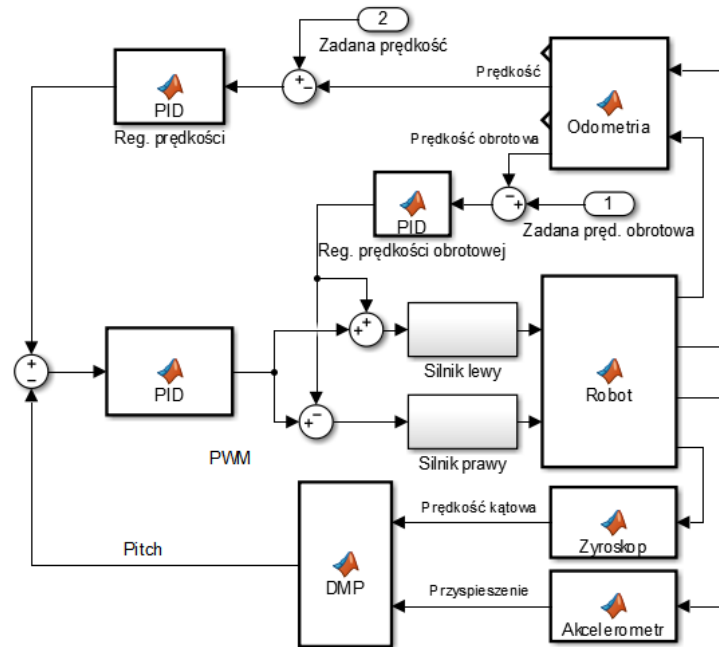 2
Zadana prędkość
PID
Reg. prędkości
Prędkość
Odometria
Prędkość obrotowa
PID
1
Zadana pręd. obrotowa
Reg. prędkości obrotowej
PID
Silnik lewy
Robot
Silnik prawy
PWM
Prędkość kątowa
Zyroskop
Pitch
DMP
Przyspieszenie
Akcelerometr